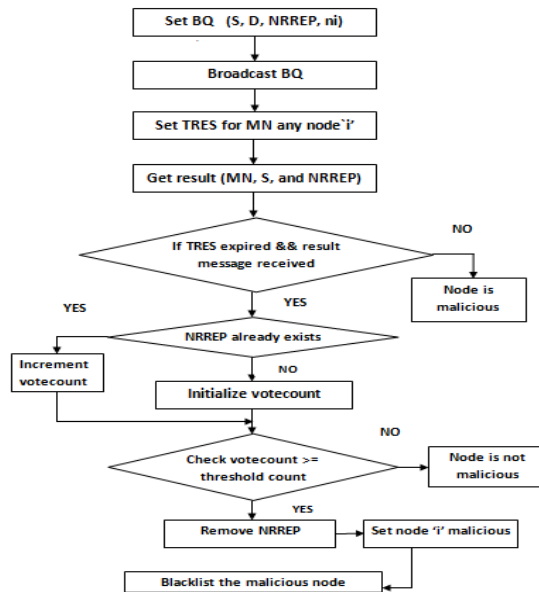 Set BQ (S, D, NRREP, ni)
Broadcast BQ
Set TRES for MN any node`i’
Get result (MN, S, and NRREP)
If TRES expired && result
message received
NO
Node is
malicious
YES
YES
NRREP already exists
Increment
votecount
NO
Initialize votecount
NO
Check votecount >=
threshold count
Node is not
malicious
YES
Remove NRREP
Set node ‘i’ malicious
Blacklist the malicious node